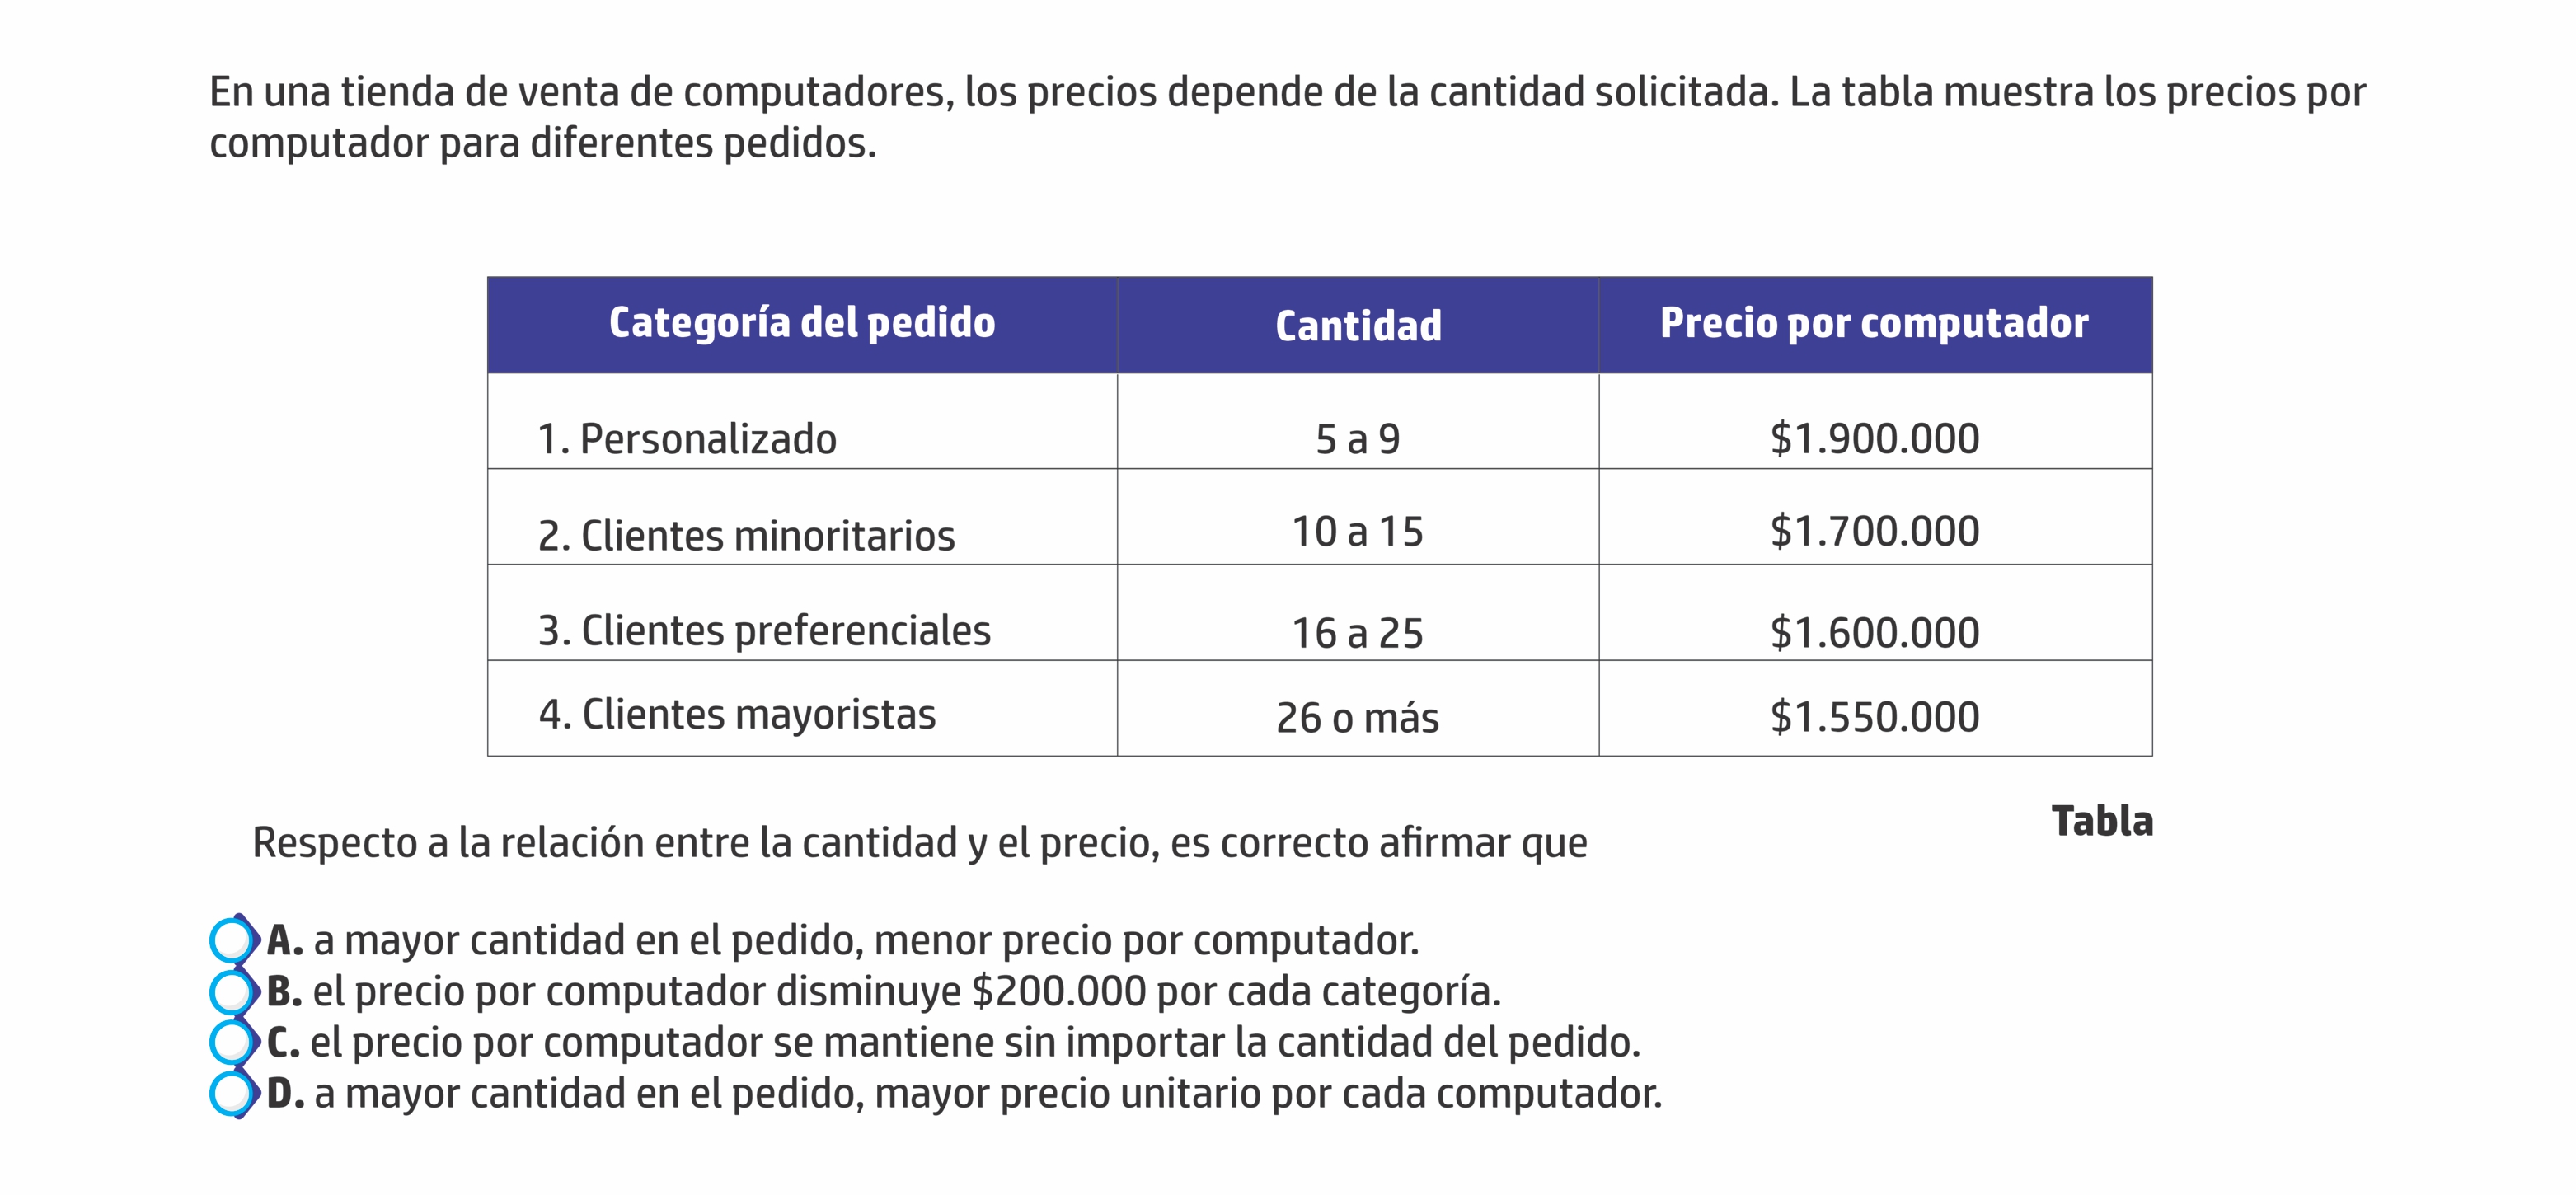 En una tienda de venta de computadores, los precios depende de la cantidad solicitada. La tabla muestra los precios por
computador para diferentes pedidos.
Categoría del pedido Cantidad Precio por computador
1. Personalizado 5 a 9 $1.900.000
2. Clientes minoritarios 10 a 15 $1.700.000
3. Clientes preferenciales 16 a 25 $1.600.000
4. Clientes mayoristas 26 o más $1.550.000
Tabla
Respecto a la relación entre la cantidad y el precio, es correcto afirmar que
A. a mayor cantidad en el pedido, menor precio por computador.
B. el precio por computador disminuye $200.000 por cada categoría.
C. el precio por computador se mantiene sin importar la cantidad del pedido.
D. a mayor cantidad en el pedido, mayor precio unitario por cada computador.